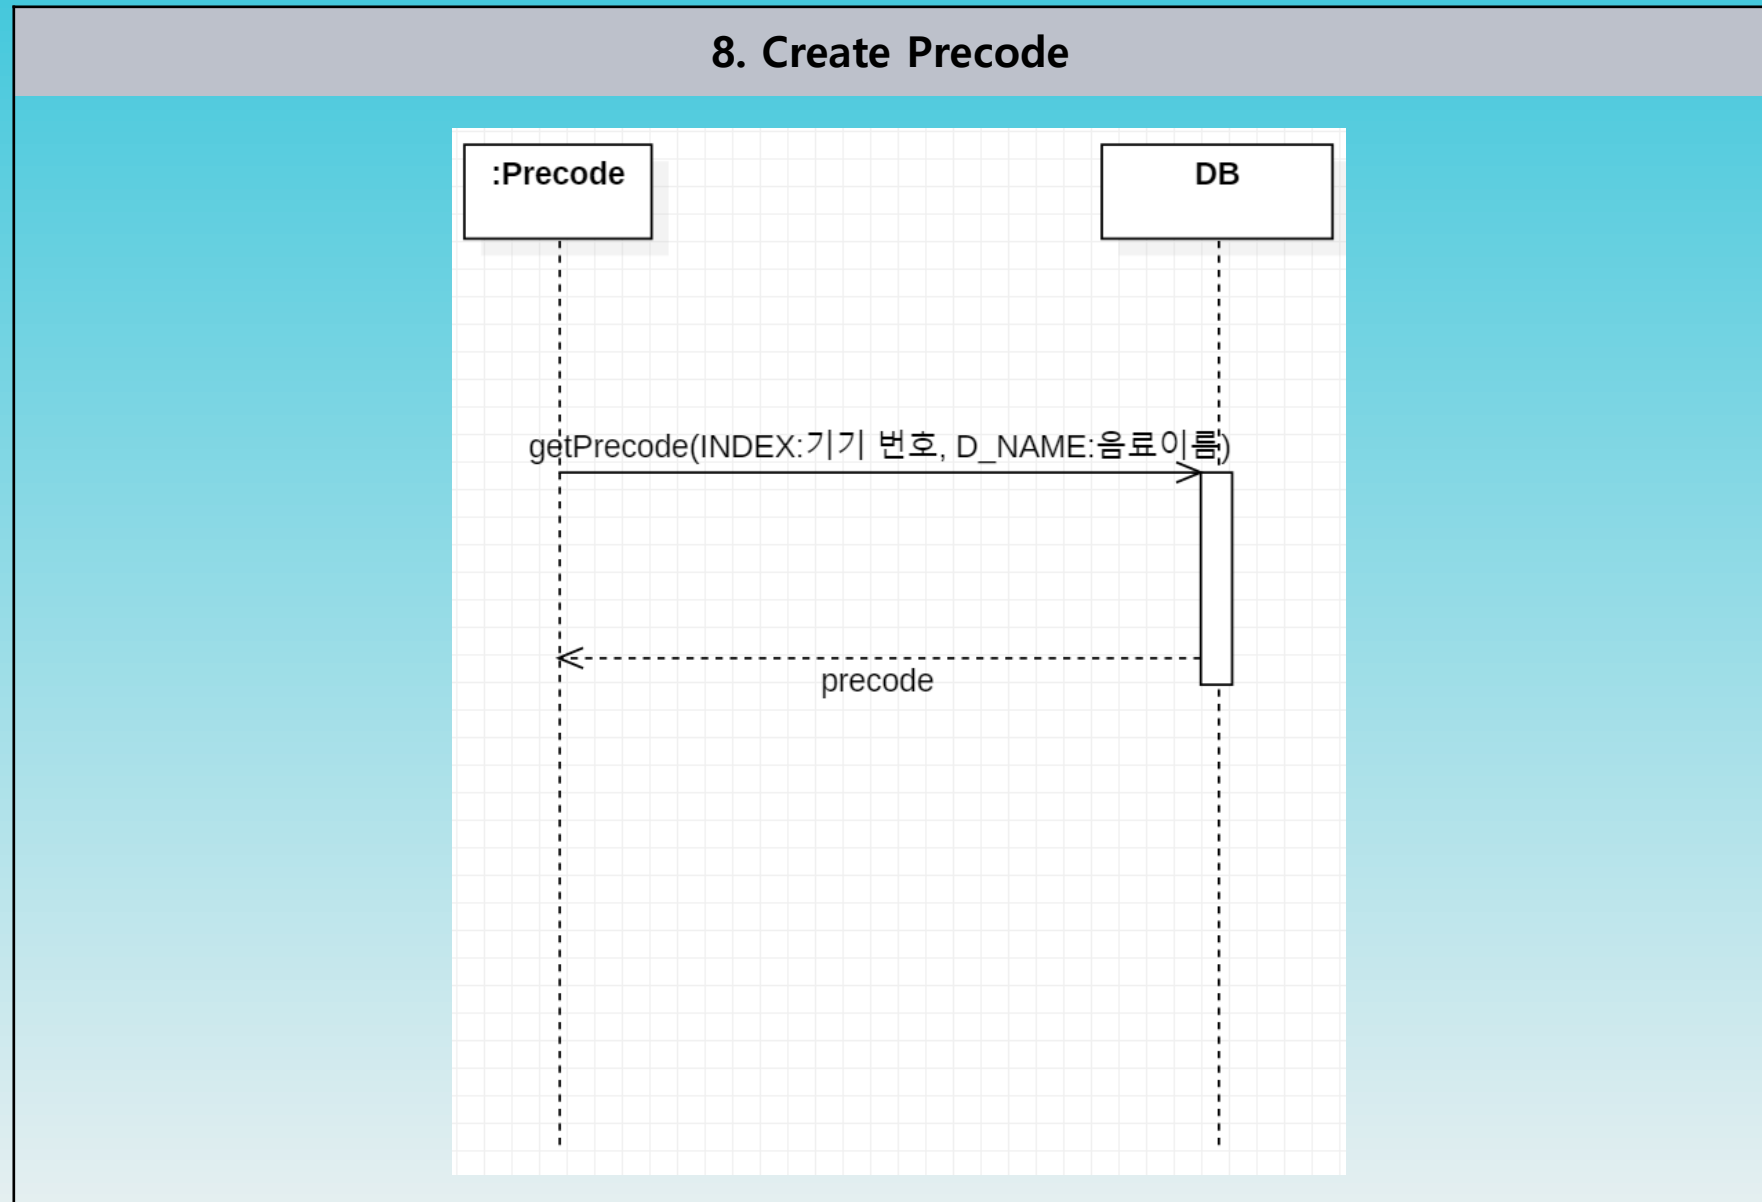 8. Create Precode
:Precode
DB
getPrecode(INDEX:기기 번호, D_NAME:음료이름)
precode